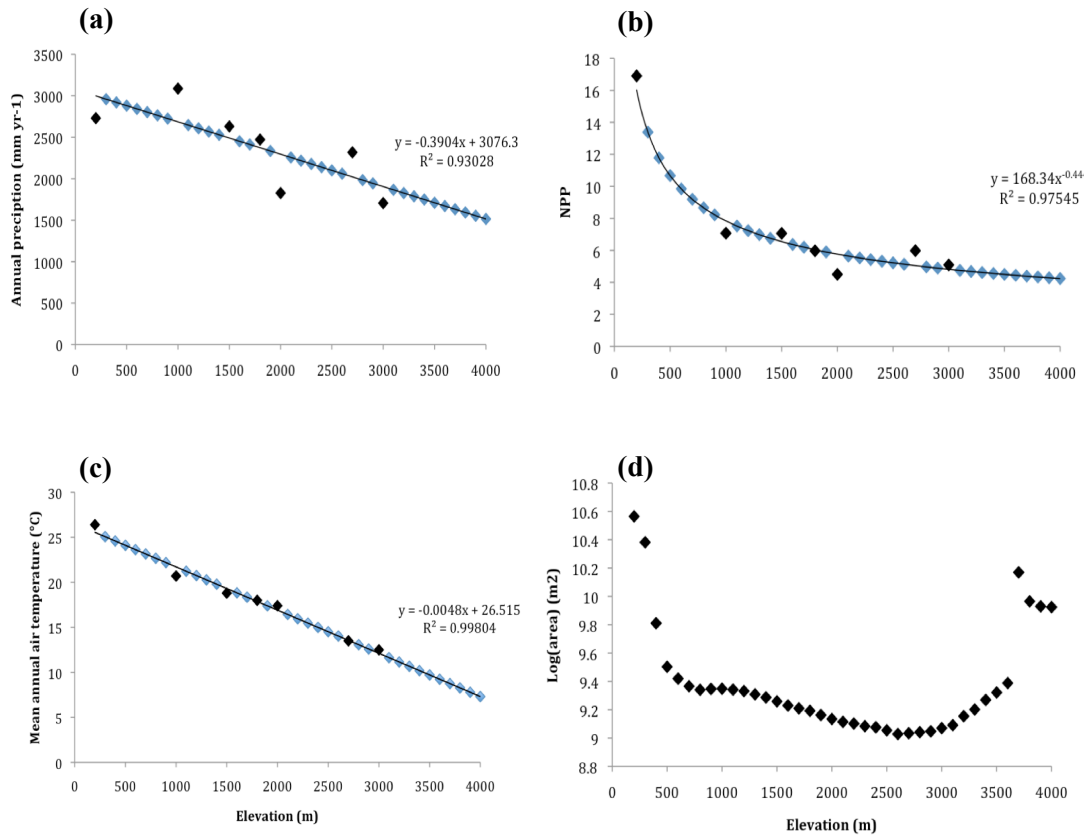 (a)
3500
3000
2500
2000
1500
1000
500
0
Annual preciption (mm yr-1)
y = -0.3904x + 3076.3
R² = 0.93028
0 500 1000 1500 2000 2500 3000 3500 4000
(b)
18
16
14
12
10
8
6
4
2
0
NPP
y = 168.34x^-0.44
R² = 0.97545
0 500 1000 1500 2000 2500 3000 3500 4000
(c)
30
25
20
15
10
5
0
Mean annual air temperature (°C)
y = -0.0048x + 26.515
R² = 0.99804
0 500 1000 1500 2000 2500 3000 3500 4000
Elevation (m)
(d)
10.8
10.6
10.4
10.2
10
9.8
9.6
9.4
9.2
9
8.8
Log(area) (m2)
0 500 1000 1500 2000 2500 3000 3500 4000
Elevation (m)